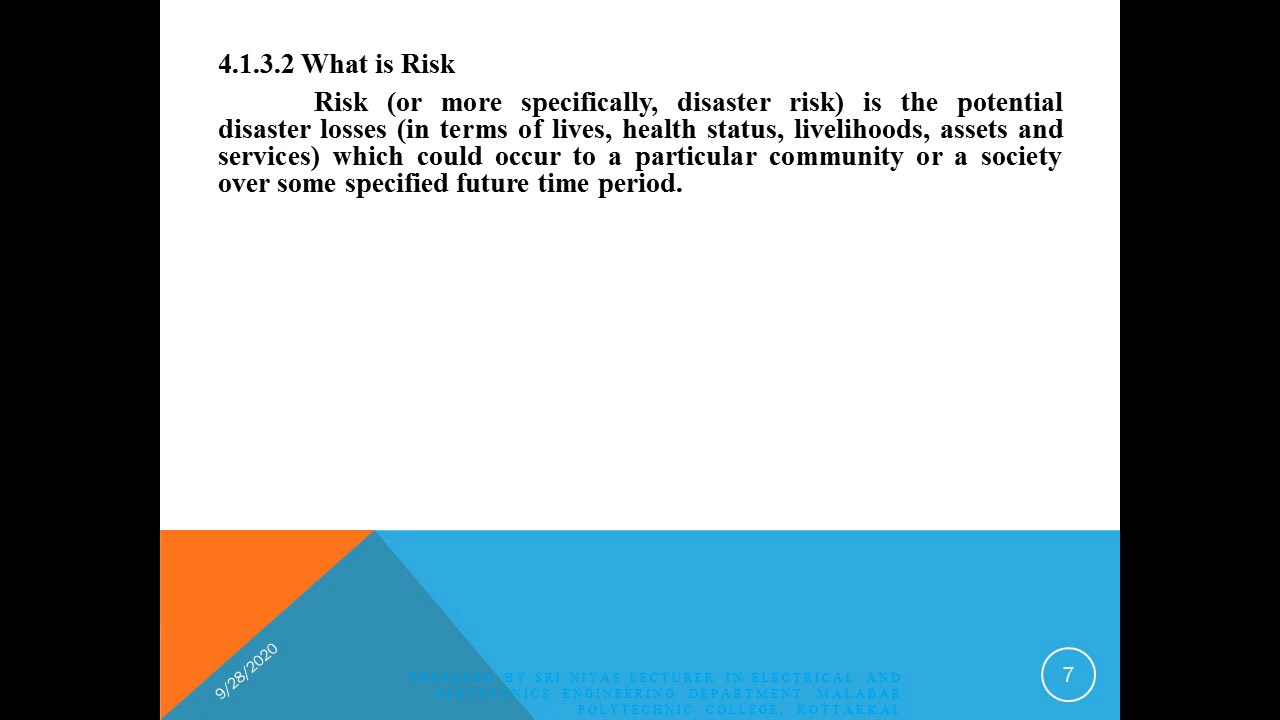 4.1.3.2 What is Risk
Risk (or more specifically, disaster risk) is the potential
disaster losses (in terms of lives, health status, livelihoods, assets and
services) which could occur to a particular community or a society
over some specified future time period.
9/28/2020
PREPARED BY SRI NIYAS LECTURER IN ELECTRICAL AND
ELECTRONICS ENGINEERING DEPARTMENT, MALABAR
POLYTECHNIC COLLEGE, KOTTAKKAL
7